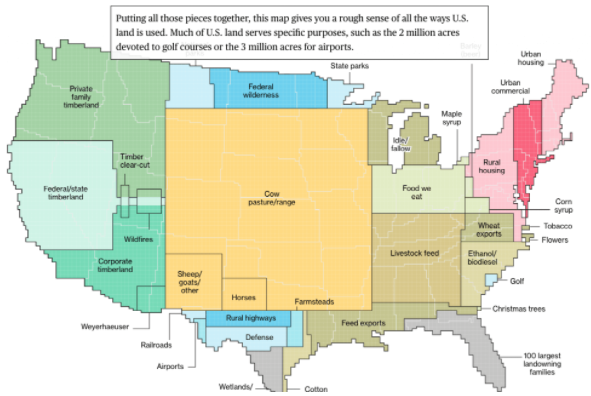 Putting all those pieces together, this map gives you a rough sense of all the ways U.S.
land is used. Much of U.S. land serves specific purposes, such as the 2 million acres
devoted to golf courses or the 3 million acres for airports.
State parks
Urban
housing
Private
family
timberland
Federal
wilderness
Urban
commercial
Maple
syrup
Idle/
fallow
Timber
clear-cut
Rural
housing
Federal/state
timberland
Cow
pasture/range
Food we
eat
Corn
syrup
Wildfires
Wheat
exports
Tobacco
Flowers
Corporate
timberland
Livestock feed
Ethanol/
biodiesel
Sheep/
goats/
other
Golf
Horses
Farmsteads
Christmas trees
Weyerhaeuser
Rural highways
Feed exports
Railroads
Defense
Airports
100 largest
landowning
families
Wetlands/
Cotton